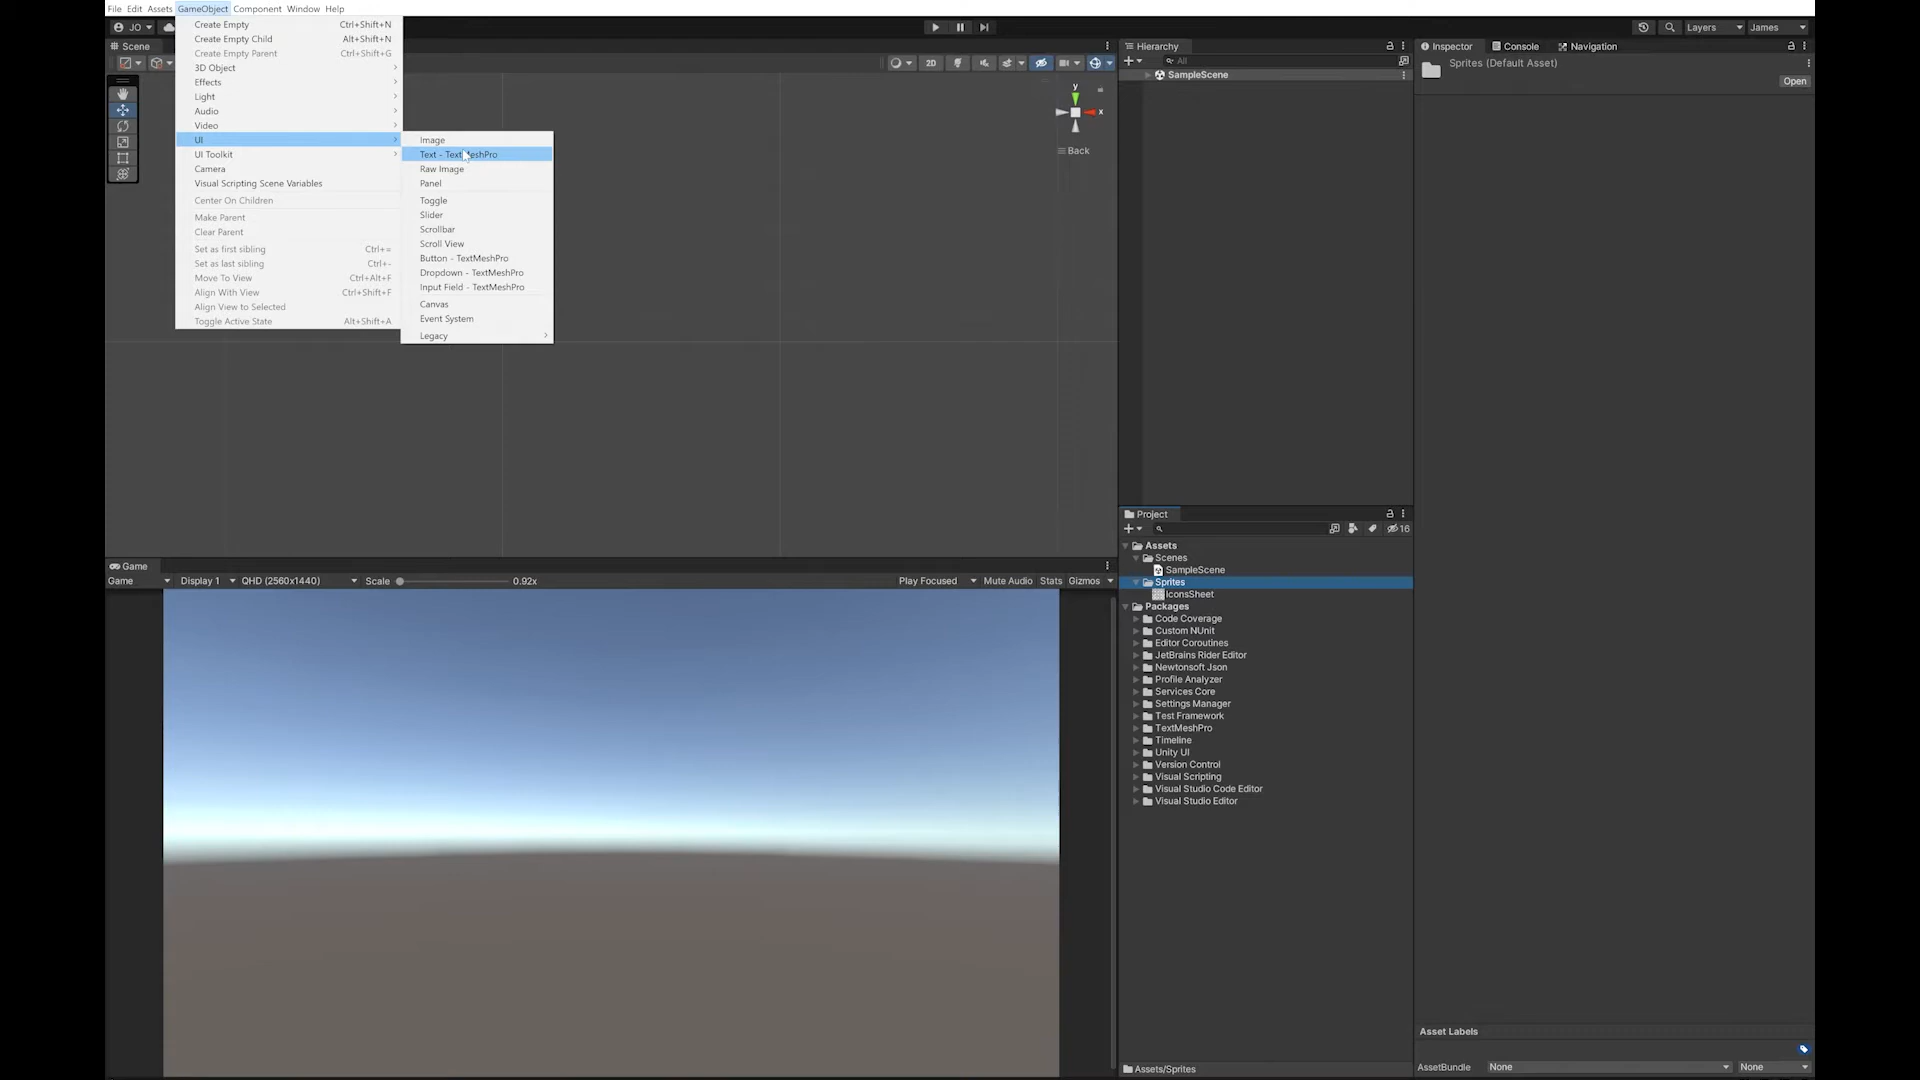 File Edit Assets GameObject Component Window Help
JO
Layers
James
Create Empty Ctrl+Shift+N
Create Empty Child Alt+Shift+N
Create Empty Parent Ctrl+Shift+G
3D Object
Effects
Light
Audio
Video
UI
UI Toolkit
Camera
Visual Scripting Scene Variables
Center On Children
Make Parent
Clear Parent
Set as first sibling Ctrl+=
Set as last sibling Ctrl+-
Move To View Ctrl+Alt+F
Align With View Ctrl+Shift+F
Align View to Selected
Toggle Active State Alt+Shift+A
Image
Text - TextMeshPro
Raw Image
Panel
Toggle
Slider
Scrollbar
Scroll View
Button - TextMeshPro
Dropdown - TextMeshPro
Input Field - TextMeshPro
Canvas
Event System
Legacy
Scene
2D
y
x
Back
Hierarchy
All
SampleScene
Inspector Console Navigation
Sprites (Default Asset)
Open
Project
16
Assets
Scenes
SampleScene
Sprites
IconsSheet
Packages
Code Coverage
Custom NUnit
Editor Coroutines
JetBrains Rider Editor
Newtonsoft Json
Profile Analyzer
Services Core
Settings Manager
Test Framework
TextMeshPro
Timeline
Unity UI
Version Control
Visual Scripting
Visual Studio Code Editor
Visual Studio Editor
Assets/Sprites
Game
Game Display 1 QHD (2560x1440) Scale 0.92x Play Focused Mute Audio Stats Gizmos
Asset Labels
AssetBundle None None